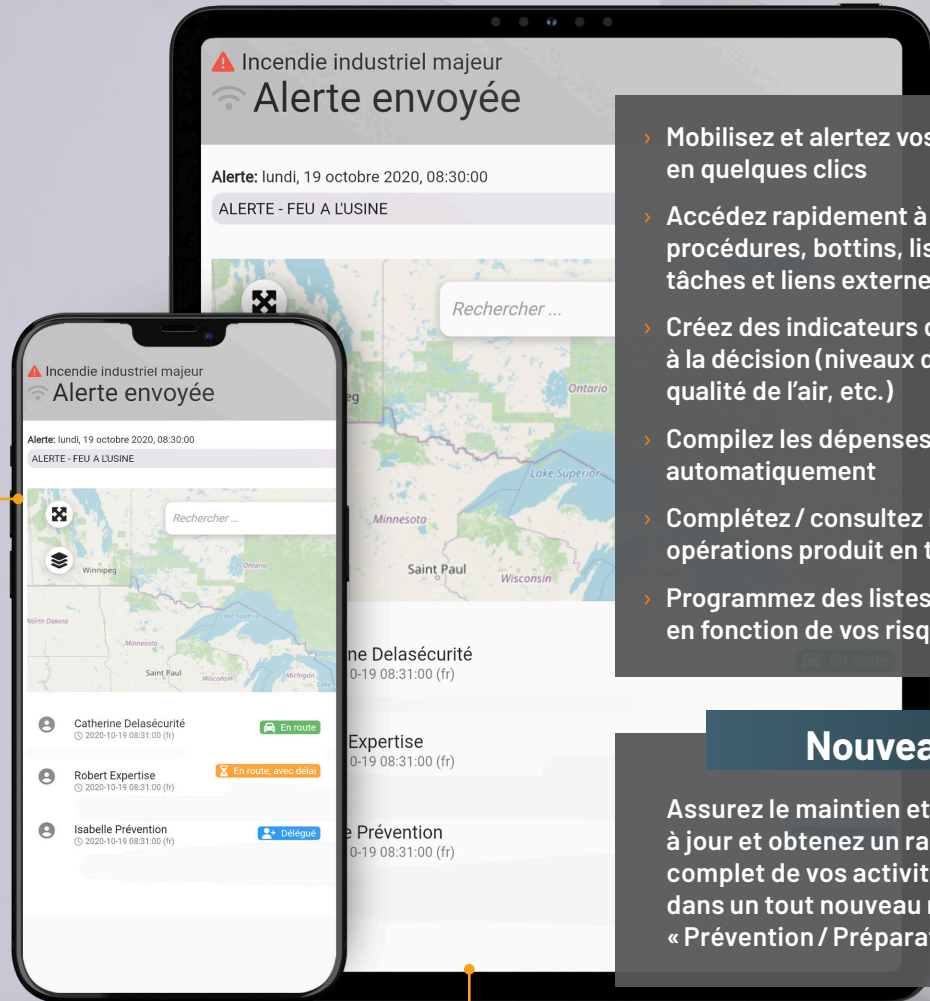 Incendie industriel majeur
Alerte envoyée
Alerte: lundi, 19 octobre 2020, 08:30:00
ALERTE - FEU A L'USINE
Rechercher ...
Ontario
Lake Superior
Minnesota
Saint Paul
Wisconsin
ne Delasécurité
0-19 08:31:00 (fr)
En route
Expertise
0-19 08:31:00 (fr)
e Prévention
0-19 08:31:00 (fr)
Incendie industriel majeur
Alerte envoyée
Alerte: lundi, 19 octobre 2020, 08:30:00
ALERTE - FEU A L'USINE
Rechercher ...
Winnipeg
Ontario
North Dakota
Lake Superior
Minnesota
Saint Paul
Wisconsin
Michigan
Catherine Delasécurité
2020-10-19 08:31:00 (fr)
En route
Robert Expertise
2020-10-19 08:31:00 (fr)
En route, avec délai
Isabelle Prévention
2020-10-19 08:31:00 (fr)
Délégué
› Mobilisez et alertez vos
en quelques clics
› Accédez rapidement à
procédures, bottins, lis
tâches et liens externe
› Créez des indicateurs
à la décision (niveaux
qualité de l'air, etc.)
› Compilez les dépenses
automatiquement
› Complétez / consultez
opérations produit en t
› Programmez des listes
en fonction de vos risq
Nouvea
Assurez le maintien et
à jour et obtenez un ra
complet de vos activit
dans un tout nouveau
« Prévention / Prépara